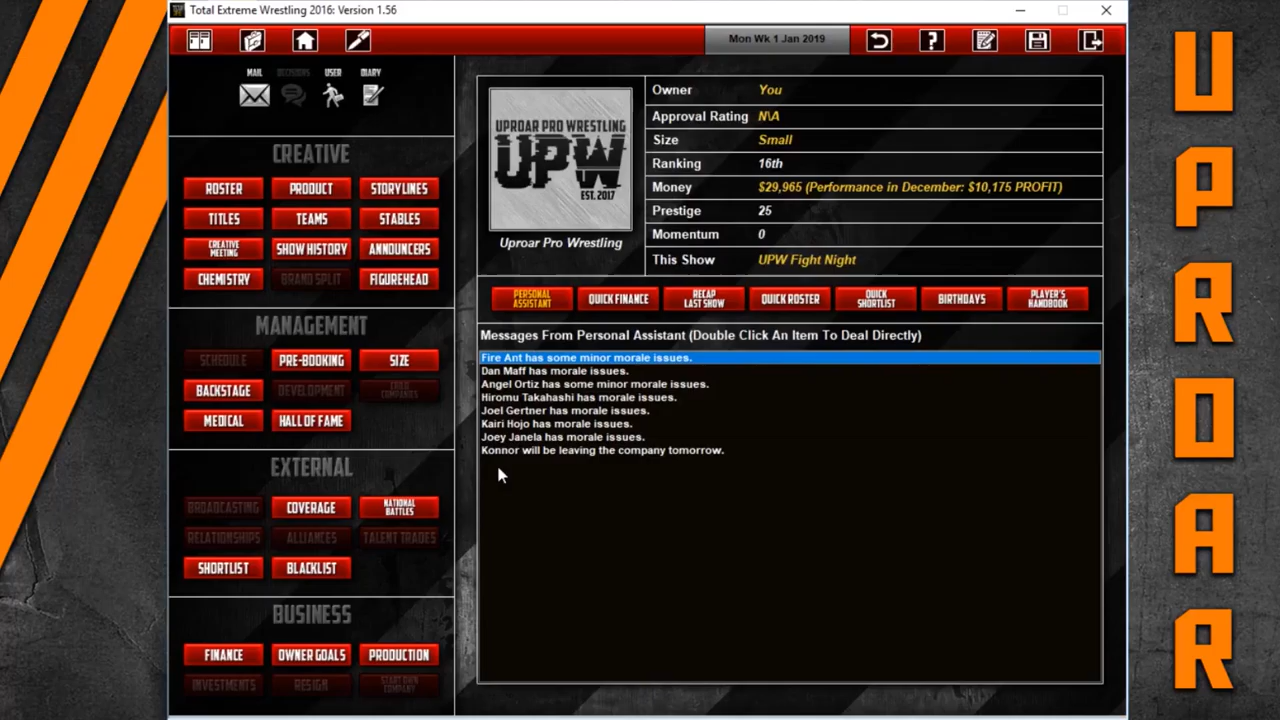 Total Extreme Wrestling 2016: Version 1.56
Mon Wk 1 Jan 2019
MAIL DECISIONS USER DIARY
CREATIVE
ROSTER PRODUCT STORYLINES
TITLES TEAMS STABLES
CREATIVE MEETING SHOW HISTORY ANNOUNCERS
CHEMISTRY BRAND SPLIT FIGUREHEAD
MANAGEMENT
SCHEDULE PRE-BOOKING SIZE
BACKSTAGE DEVELOPMENT CHILD COMPANIES
MEDICAL HALL OF FAME
EXTERNAL
BROADCASTING COVERAGE NATIONAL BATTLES
RELATIONSHIPS ALLIANCES TALENT TRADES
SHORTLIST BLACKLIST
BUSINESS
FINANCE OWNER GOALS PRODUCTION
INVESTMENTS RESIGN START OWN COMPANY
UPROAR PRO WRESTLING
UPW
EST. 2017
Uproar Pro Wrestling
Owner You
Approval Rating N\A
Size Small
Ranking 16th
Money $29,965 (Performance in December: $10,175 PROFIT)
Prestige 25
Momentum 0
This Show UPW Fight Night
PERSONAL ASSISTANT QUICK FINANCE RECAP LAST SHOW QUICK ROSTER QUICK SHORTLIST BIRTHDAYS PLAYER'S HANDBOOK
Messages From Personal Assistant (Double Click An Item To Deal Directly)
Fire Ant has some minor morale issues.
Dan Maff has morale issues.
Angel Ortiz has some minor morale issues.
Hiromu Takahashi has morale issues.
Joel Gertner has morale issues.
Kairi Hojo has morale issues.
Joey Janela has morale issues.
Konnor will be leaving the company tomorrow.
UPROAR